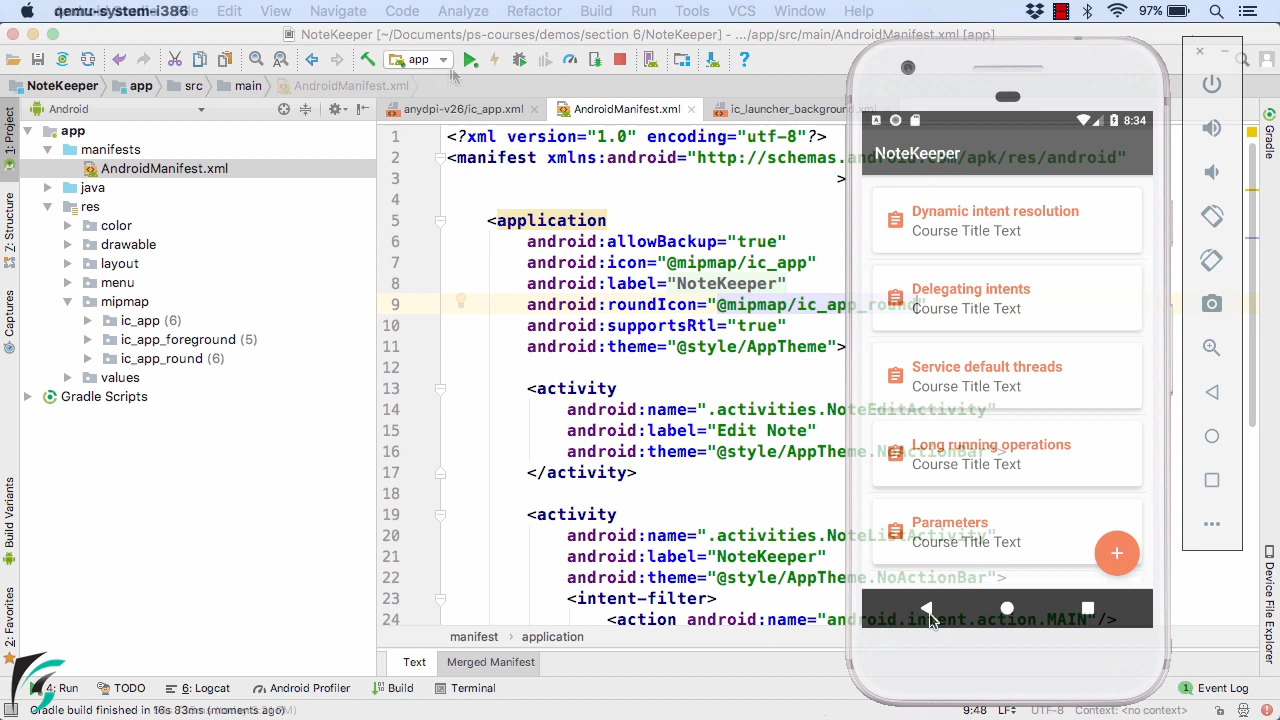 qemu-system-i386
Edit View Navigate Code Analyze Refactor Build Run Tools VCS Window Help
97%
NoteKeeper [~/Documents/ps-courses/demos/section 6/NoteKeeper] - .../app/src/main/AndroidManifest.xml [app]
app
NoteKeeper app src main AndroidManifest.xml
Android
anydpi-v26/ic_app.xml AndroidManifest.xml ic_launcher_background.xml
1: Project
Z: Structure
Captures
Build Variants
2: Favorites
app
manifests
AndroidManifest.xml
java
res
color
drawable
layout
menu
mipmap
ic_app (6)
ic_app_foreground (5)
ic_app_round (6)
values
Gradle Scripts
1 <?xml version="1.0" encoding="utf-8"?>
2 <manifest xmlns:android="http://schemas.android.com/apk/res/android"
3 >
4
5 <application
6 android:allowBackup="true"
7 android:icon="@mipmap/ic_app"
8 android:label="NoteKeeper"
9 android:roundIcon="@mipmap/ic_app_round"
10 android:supportsRtl="true"
11 android:theme="@style/AppTheme">
12
13 <activity
14 android:name=".activities.NoteEditActivity"
15 android:label="Edit Note"
16 android:theme="@style/AppTheme.NoActionBar">
17 </activity>
18
19 <activity
20 android:name=".activities.NoteListActivity"
21 android:label="NoteKeeper"
22 android:theme="@style/AppTheme.NoActionBar">
23 <intent-filter>
24 <action android:name="android.intent.action.MAIN"/>
manifest › application
Text Merged Manifest
8:34
NoteKeeper
Dynamic intent resolution
Course Title Text
Delegating intents
Course Title Text
Service default threads
Course Title Text
Long running operations
Course Title Text
Parameters
Course Title Text
+
Gradle
Device File Explorer
4: Run TODO 6: Logcat Android Profiler Build Terminal 1 Event Log
Gradle build finished in 16s 83ms (moments ago)
9:48 LF UTF-8 Context: <no context>